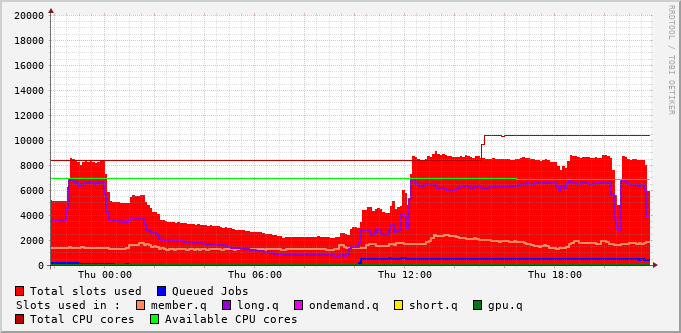 20000
18000
16000
14000
12000
10000
8000
6000
4000
2000
0
Thu 00:00 Thu 06:00 Thu 12:00 Thu 18:00
Total slots used Queued Jobs
Slots used in : member.q long.q ondemand.q short.q gpu.q
Total CPU cores Available CPU cores
RRDTOOL / TOBI OETIKER